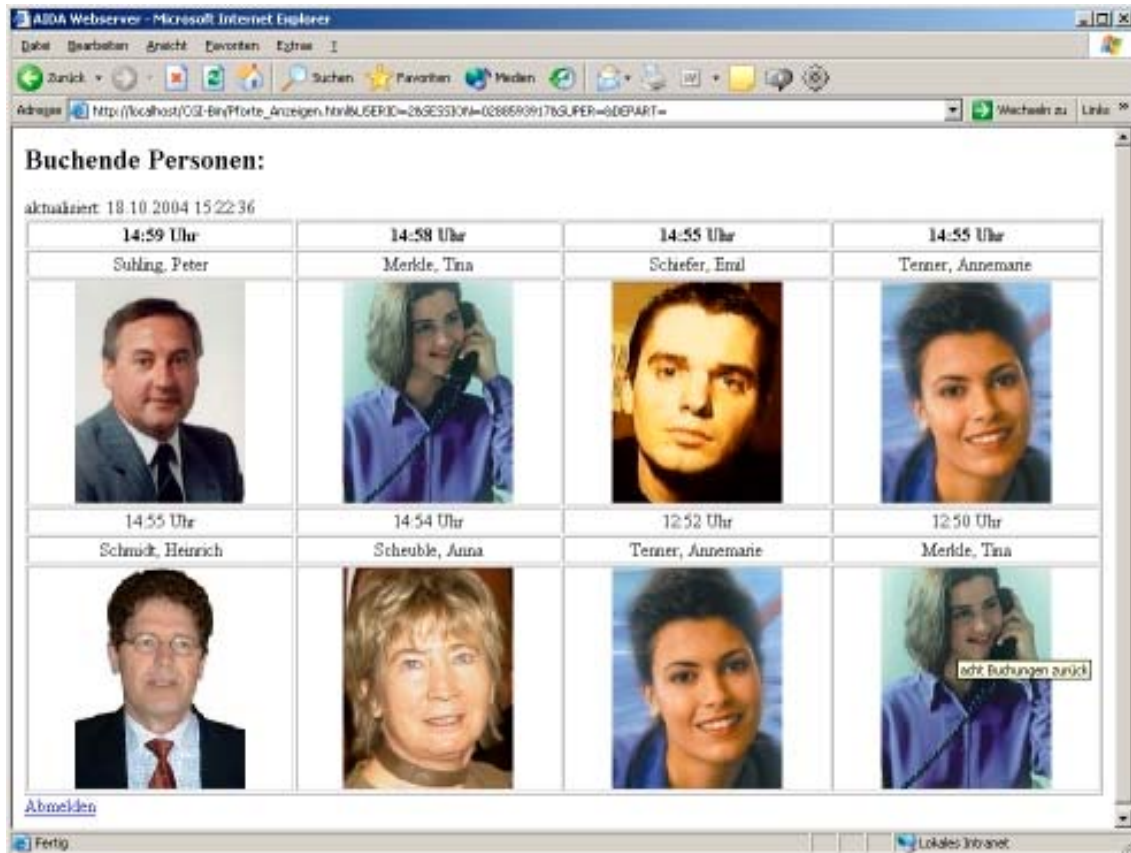 AIDA Webserver - Microsoft Internet Explorer
Datei Bearbeiten Ansicht Favoriten Extras ?
Zurück Suchen Favoriten Medien
Adresse http://localhost/CGI-Bin/Pforte_Anzeigen.html&USERID=2&SESSION=0288593917&SUPER=&DEPART= Wechseln zu Links »
Buchende Personen:
aktualisiert: 18.10.2004 15:22:36
14:59 Uhr 14:58 Uhr 14:55 Uhr 14:55 Uhr
Suhling, Peter Merkle, Tina Schiefer, Emil Tenner, Annemarie
14:55 Uhr 14:54 Uhr 12:52 Uhr 12:50 Uhr
Schmidt, Heinrich Scheuble, Anna Tenner, Annemarie Merkle, Tina
acht Buchungen zurück
Abmelden
Fertig Lokales Intranet